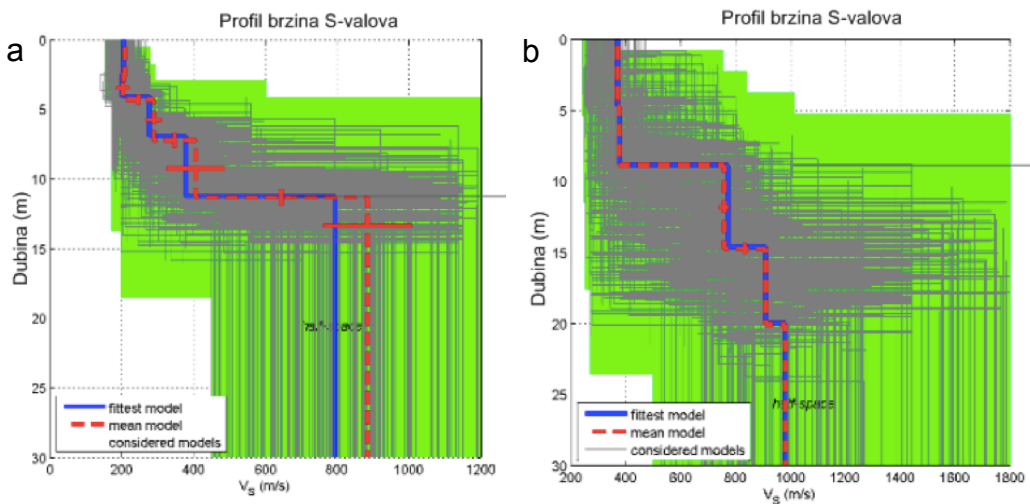 a
Profil brzina S-valova
0
5
10
15
20
25
30
Dubina (m)
half-space
fittest model
mean model
considered models
0
200
400
600
800
1000
1200
V_S (m/s)
b
Profil brzina S-valova
0
5
10
15
20
25
30
Dubina (m)
half-space
fittest model
mean model
considered models
200
400
600
800
1000
1200
1400
1600
1800
V_S (m/s)